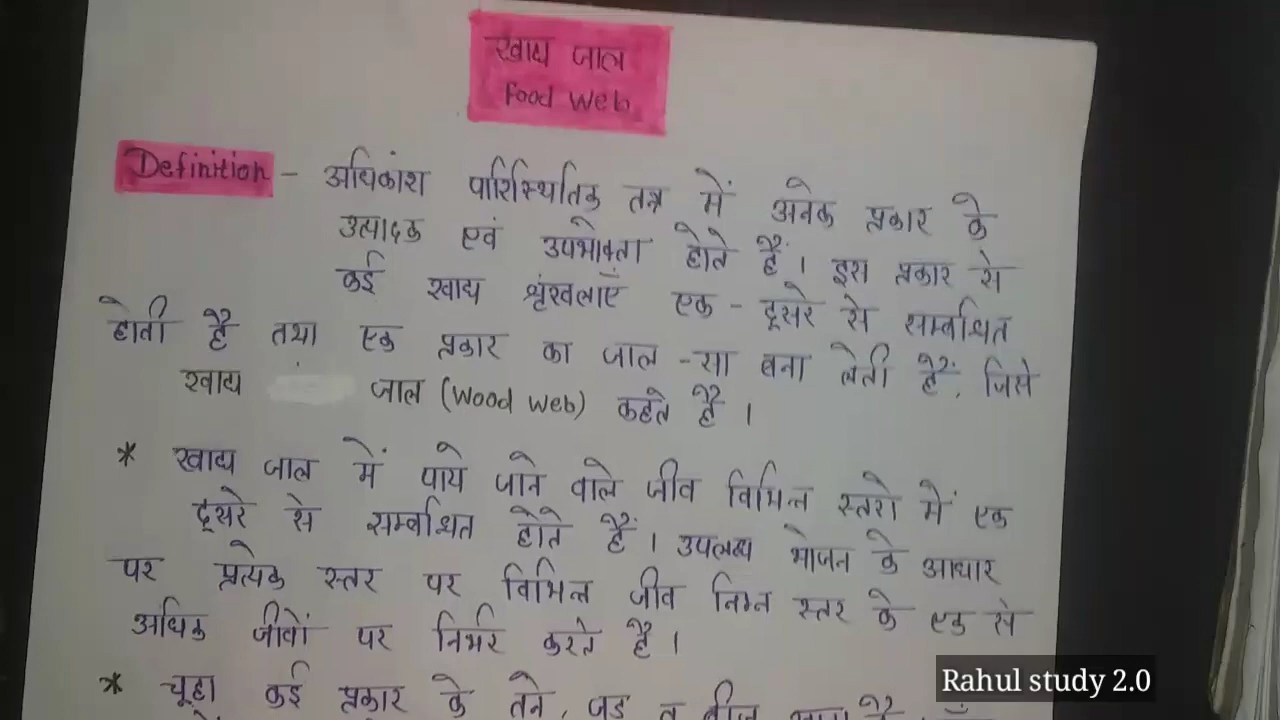 खाद्य जाल
Food Web
Definition - अधिकांश पारिस्थितिक तन्त्र में अनेक प्रकार के
उत्पादक एवं उपभोक्ता होते हैं। इस प्रकार से
कई खाद्य श्रृंखलाएँ एक - दूसरे से सम्बन्धित
होती है तथा एक प्रकार का जाल -सा बना लेती हैं, जिसे
खाद्य जाल (Wood Web) कहते है ।
* खाद्य जाल में पाये जाने वाले जीव विभिन्न स्तरो में एक
दूसरे से सम्बन्धित होते हैं। उपलब्ध भोजन के आधार
पर प्रत्येक स्तर पर विभिन्न जीव निम्न स्तर के एक से
अधिक जीवों पर निर्भर करते है।
* चूहा कई प्रकार के तने, जड़ व बीज
Rahul study 2.0